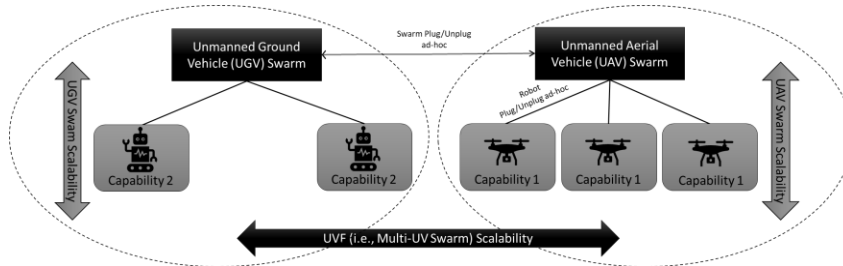 Swarm Plug/Unplug
ad-hoc
Unmanned Ground
Vehicle (UGV) Swarm
Unmanned Aerial
Vehicle (UAV) Swarm
Robot
Plug/Unplug ad-hoc
UGV Swam Scalability
UAV Swarm Scalability
Capability 2
Capability 2
Capability 1
Capability 1
Capability 1
UVF (i.e., Multi-UV Swarm) Scalability